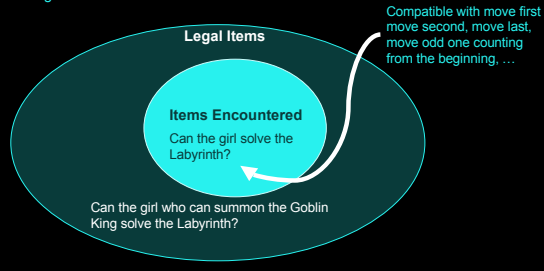 Compatible with move first
move second, move last,
move odd one counting
from the beginning, …
Legal Items
Items Encountered
Can the girl solve the
Labyrinth?
Can the girl who can summon the Goblin
King solve the Labyrinth?